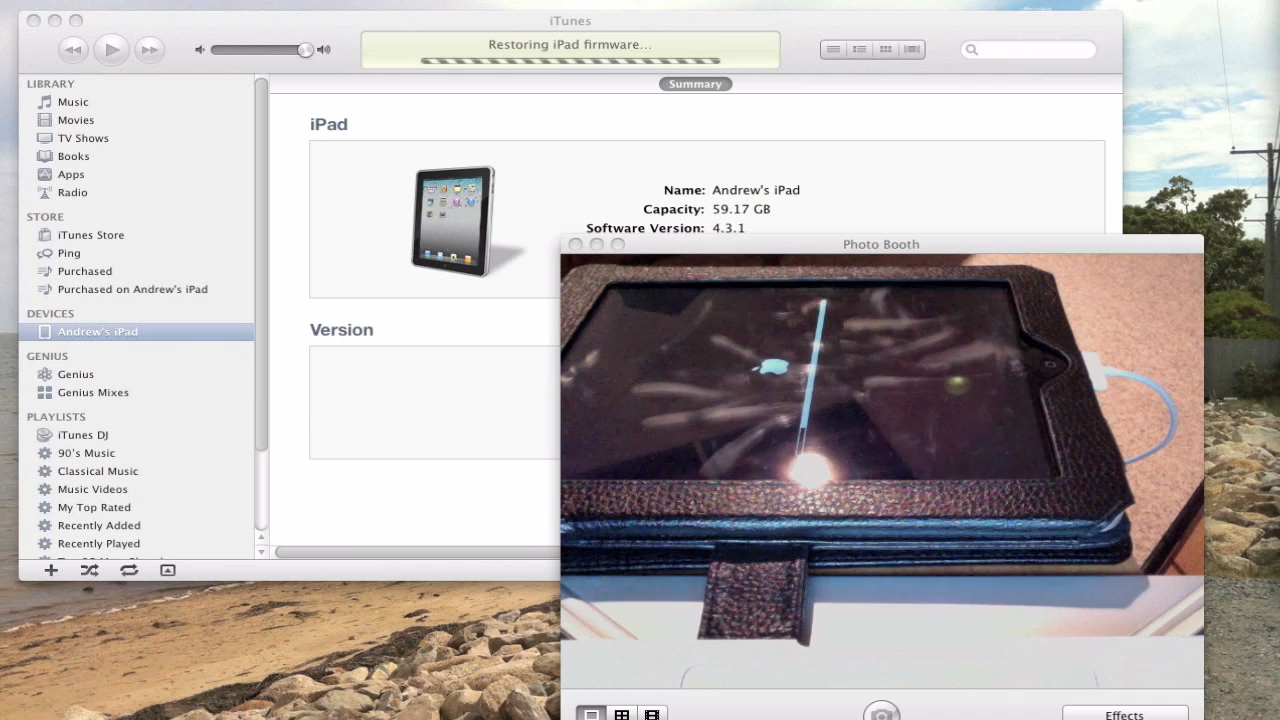 iTunes
Restoring iPad firmware...
Summary
LIBRARY
Music
Movies
TV Shows
Books
Apps
Radio
STORE
iTunes Store
Ping
Purchased
Purchased on Andrew's iPad
DEVICES
Andrew's iPad
GENIUS
Genius
Genius Mixes
PLAYLISTS
iTunes DJ
90's Music
Classical Music
Music Videos
My Top Rated
Recently Added
Recently Played
iPad
Name: Andrew's iPad
Capacity: 59.17 GB
Software Version: 4.3.1
Version
Photo Booth
Effects